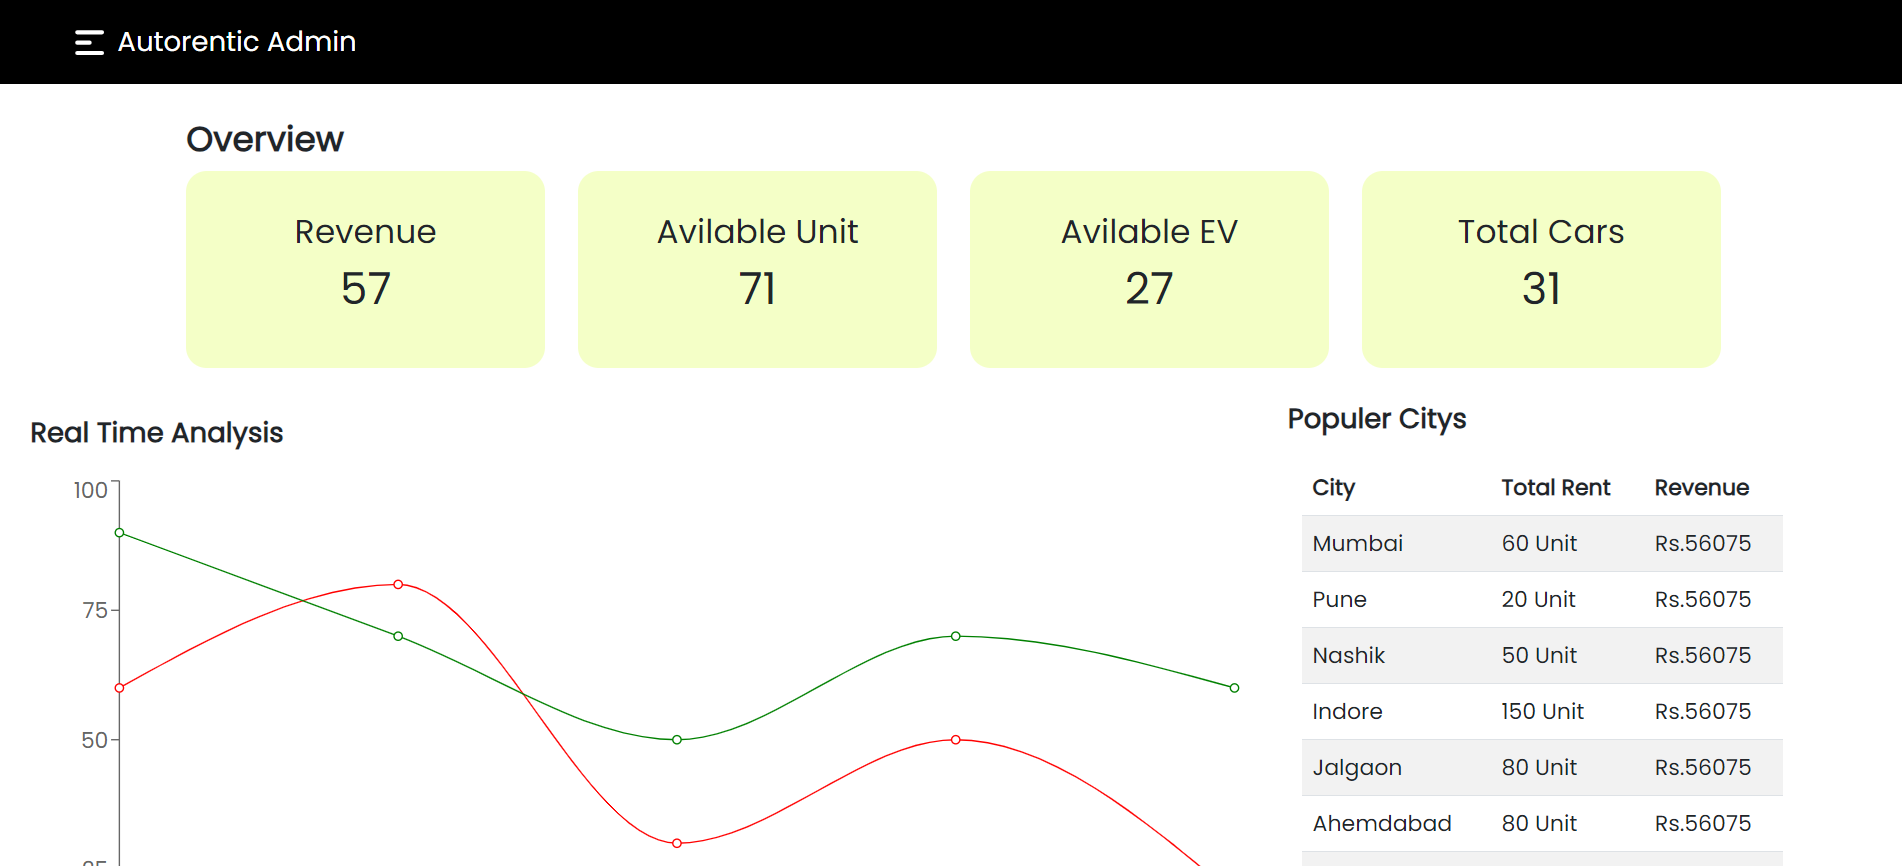 Autorentic Admin
Overview
Revenue
57
Avilable Unit
71
Avilable EV
27
Total Cars
31
Real Time Analysis
100
75
50
Populer Citys
City Total Rent Revenue
Mumbai 60 Unit Rs.56075
Pune 20 Unit Rs.56075
Nashik 50 Unit Rs.56075
Indore 150 Unit Rs.56075
Jalgaon 80 Unit Rs.56075
Ahemdabad 80 Unit Rs.56075